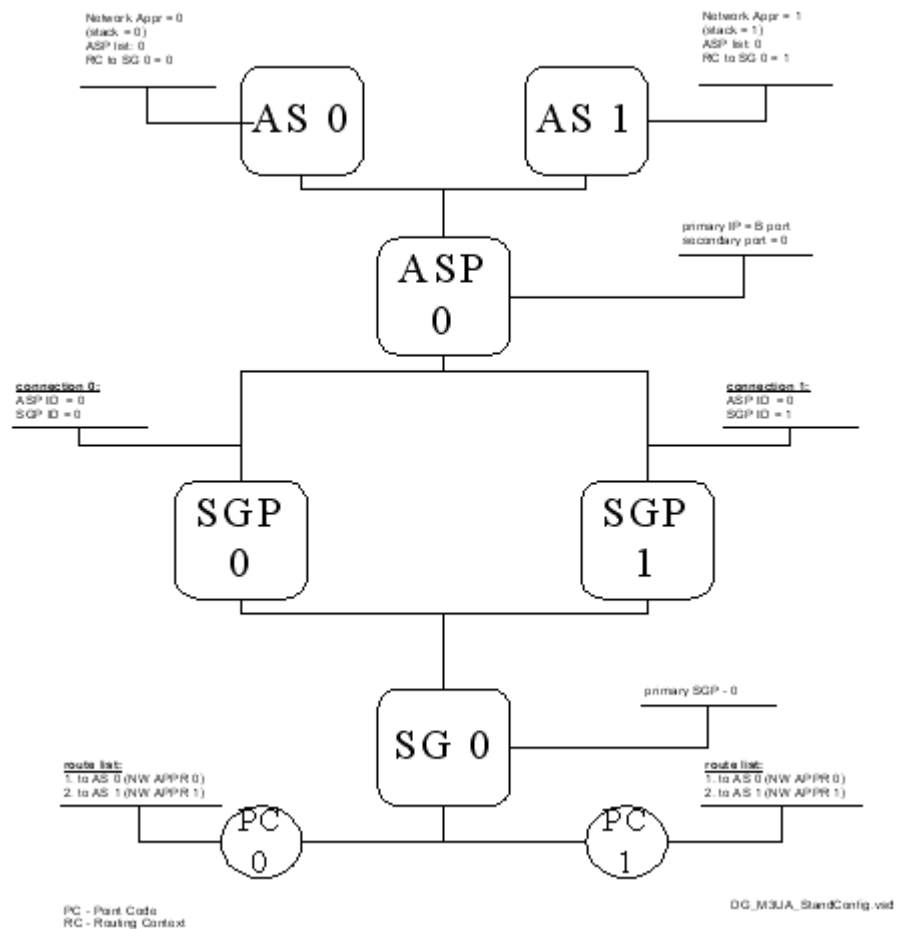 Network Appr = 0
(stack = 0)
ASP list: 0
RC to SG 0 = 0
Network Appr = 1
(stack = 1)
ASP list: 0
RC to SG 0 = 1
AS 0
AS 1
primary IP = B port
secondary port = 0
ASP
0
connection 0:
ASP ID = 0
SGP ID = 0
connection 1:
ASP ID = 0
SGP ID = 1
SGP
0
SGP
1
primary SGP - 0
SG 0
route list:
1. to AS 0 (NW APPR 0)
2. to AS 1 (NW APPR 1)
route list:
1. to AS 0 (NW APPR 0)
2. to AS 1 (NW APPR 1)
PC
0
PC
1
PC - Point Code
RC - Routing Context
DG_M3UA_StandConfig.vsd